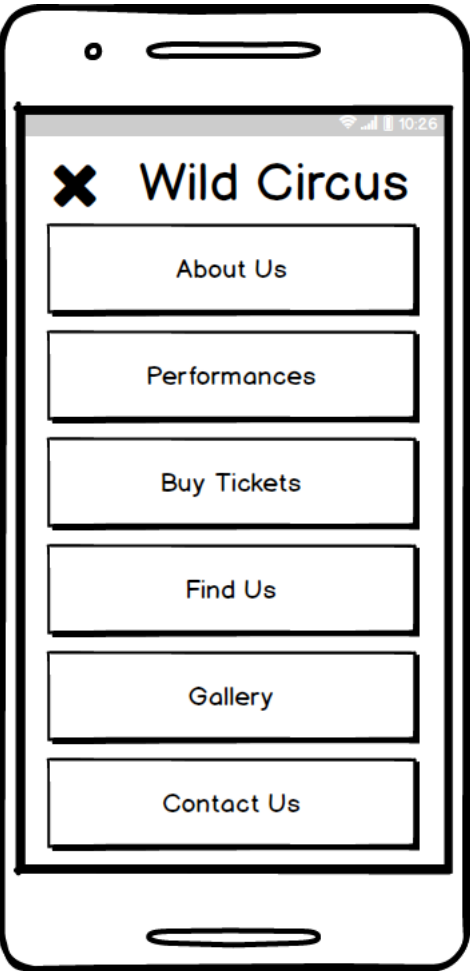 10:26
Wild Circus
About Us
Performances
Buy Tickets
Find Us
Gallery
Contact Us